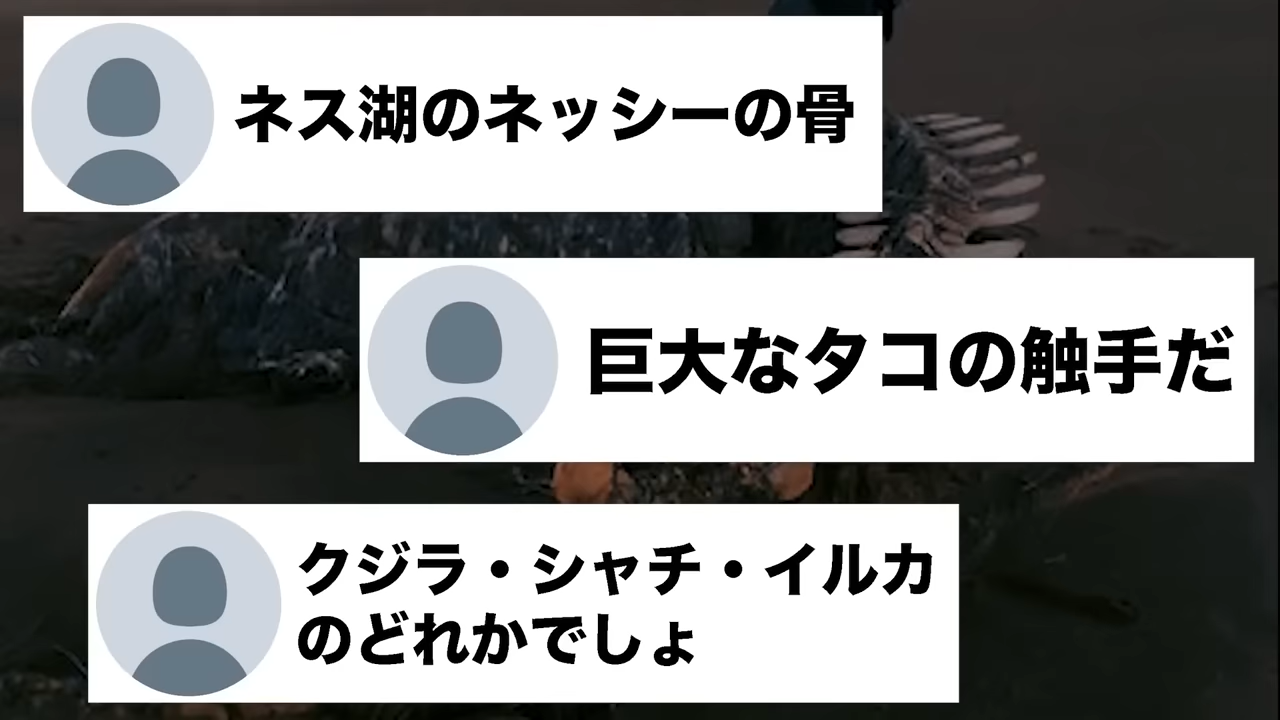 ネス湖のネッシーの骨
巨大なタコの触手だ
クジラ・シャチ・イルカ
のどれかでしょ